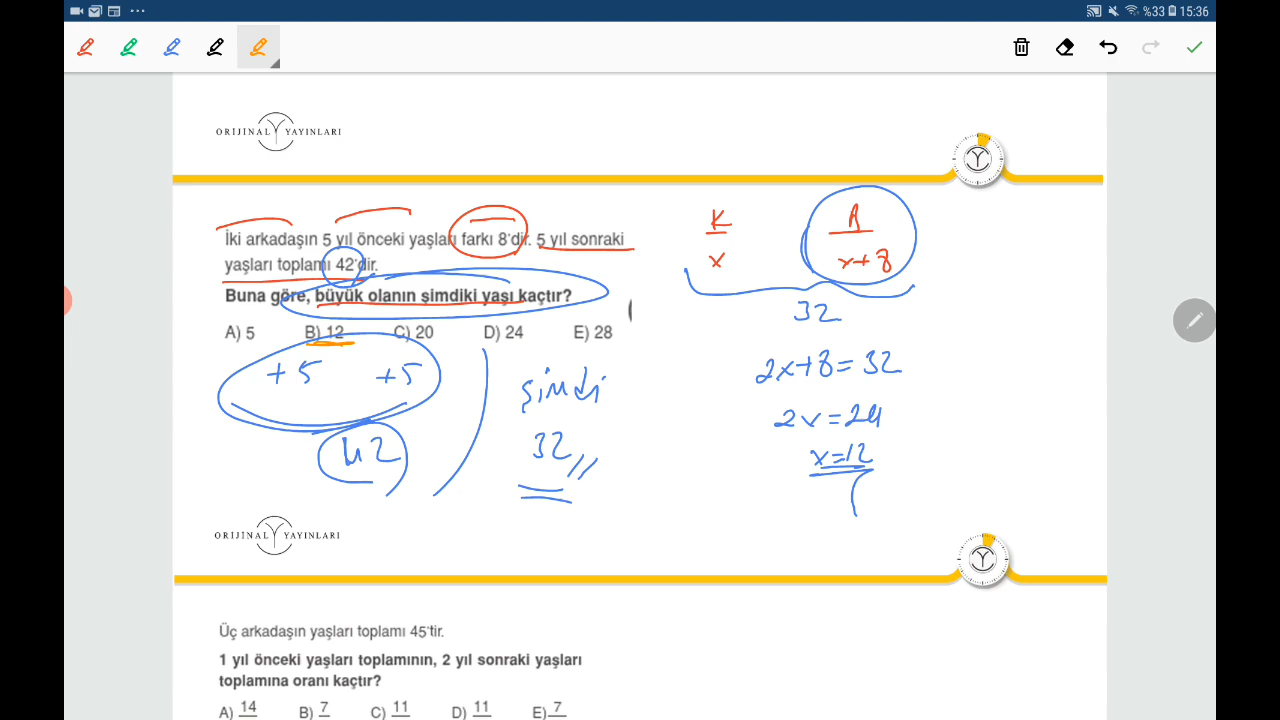 %33 15:36
ORIJINAL YAYINLARI
İki arkadaşın 5 yıl önceki yaşları farkı 8'dir. 5 yıl sonraki
yaşları toplamı 42'dir.
Buna göre, büyük olanın şimdiki yaşı kaçtır?
A) 5 B) 12 C) 20 D) 24 E) 28
+5 +5
42
şimdi
32
K A
x x+8
32
2x+8=32
2x=24
x=12
ORIJINAL YAYINLARI
Üç arkadaşın yaşları toplamı 45'tir.
1 yıl önceki yaşları toplamının, 2 yıl sonraki yaşları
toplamına oranı kaçtır?
A) 14 B) 7 C) 11 D) 11 E) 7